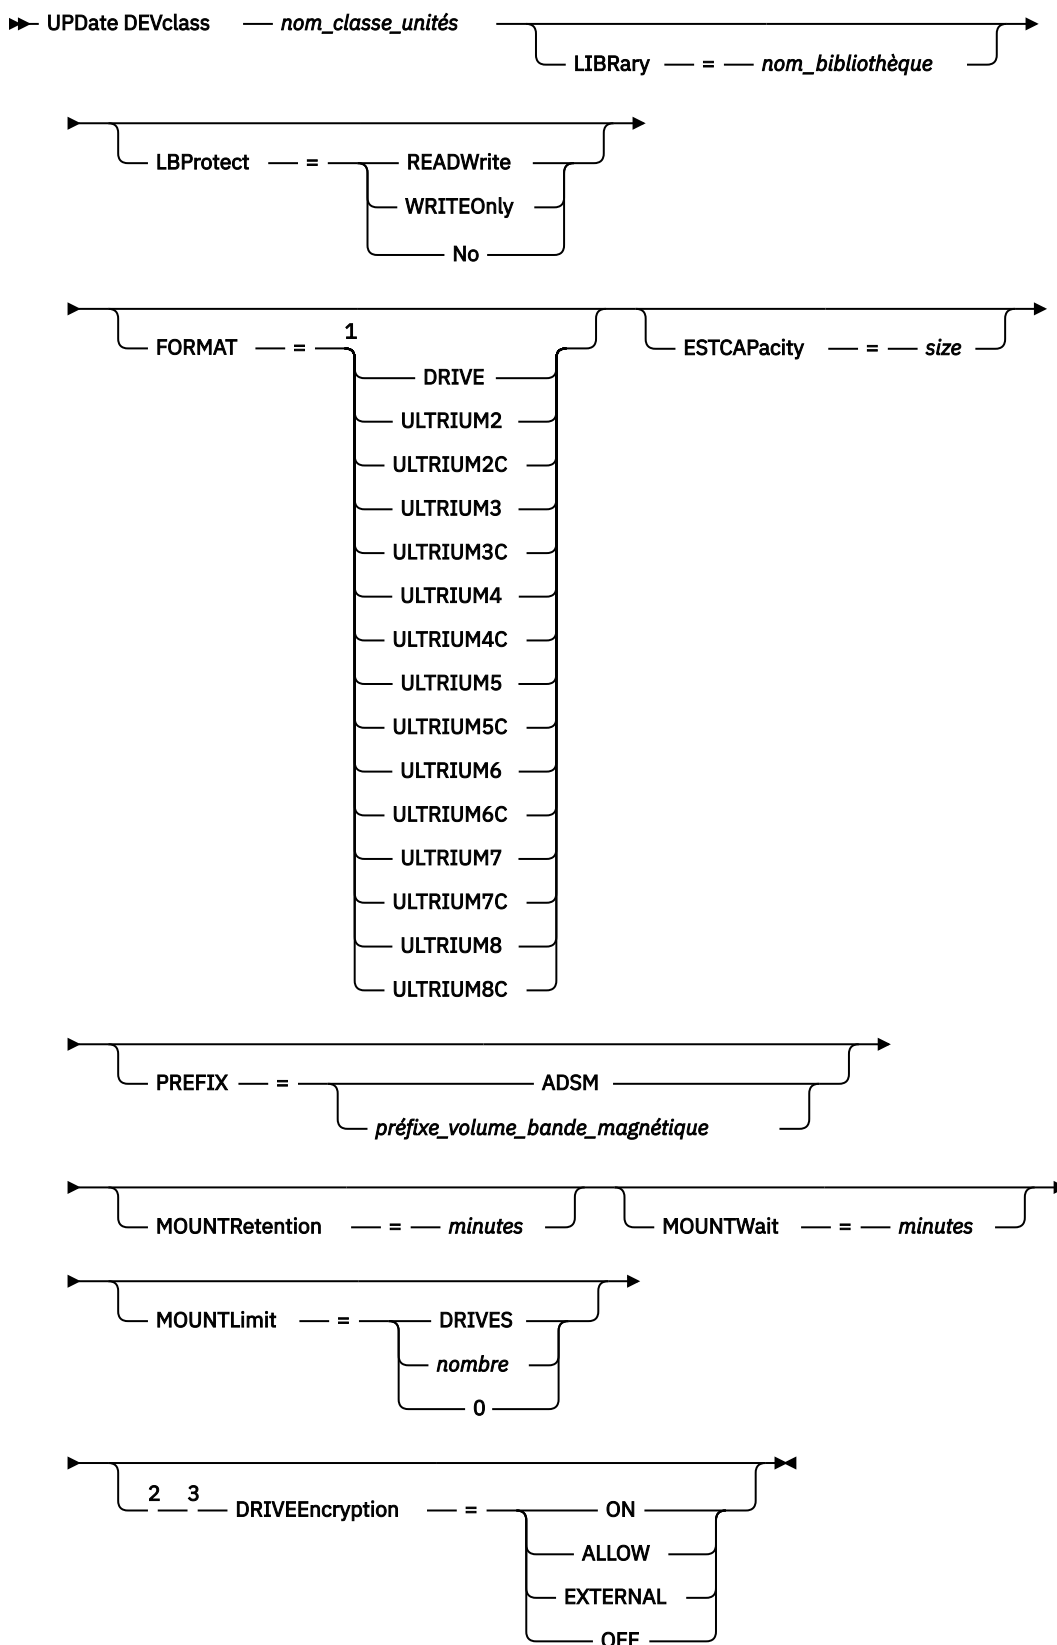 UPDate DEVclass nom_classe_unités
LIBRary = nom_bibliothèque
LBProtect = READWrite
WRITEOnly
No
FORMAT = 1 ESTCAPacity = size
DRIVE
ULTRIUM2
ULTRIUM2C
ULTRIUM3
ULTRIUM3C
ULTRIUM4
ULTRIUM4C
ULTRIUM5
ULTRIUM5C
ULTRIUM6
ULTRIUM6C
ULTRIUM7
ULTRIUM7C
ULTRIUM8
ULTRIUM8C
PREFIX = ADSM
préfixe_volume_bande_magnétique
MOUNTRetention = minutes MOUNTWait = minutes
MOUNTLimit = DRIVES
nombre
0
2 3 DRIVEEncryption = ON
ALLOW
EXTERNAL
OFF